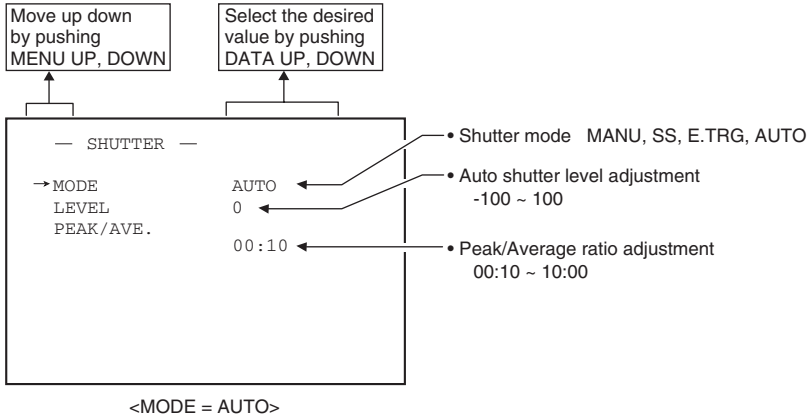 Move up down
by pushing
MENU UP, DOWN
Select the desired
value by pushing
DATA UP, DOWN
— SHUTTER —
→MODE AUTO
LEVEL 0
PEAK/AVE.
00:10
• Shutter mode MANU, SS, E.TRG, AUTO
• Auto shutter level adjustment
-100 ~ 100
• Peak/Average ratio adjustment
00:10 ~ 10:00
<MODE = AUTO>